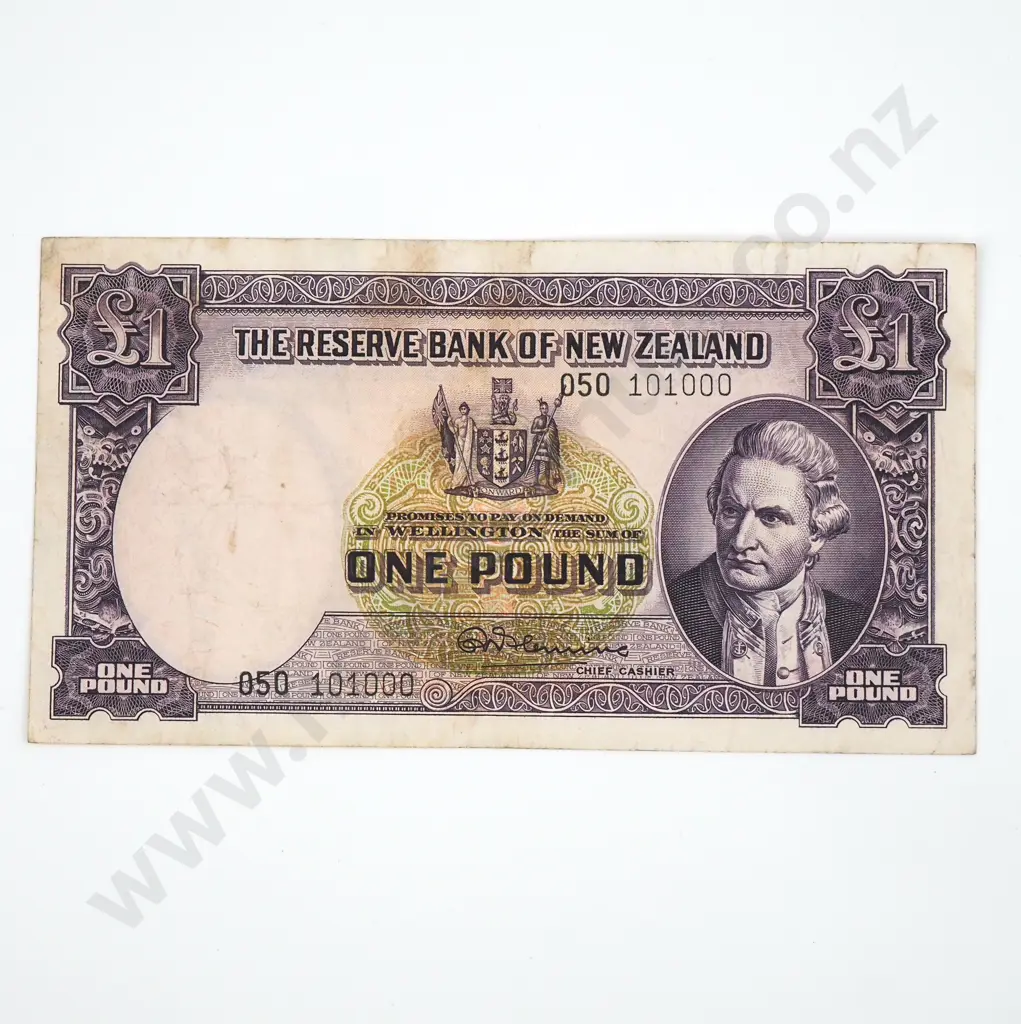 £1
£1
THE RESERVE BANK OF NEW ZEALAND
050 101000
ONWARD
PROMISES TO PAY ON DEMAND
IN WELLINGTON THE SUM OF
ONE POUND
CHIEF CASHIER
050 101000
ONE
POUND
ONE
POUND